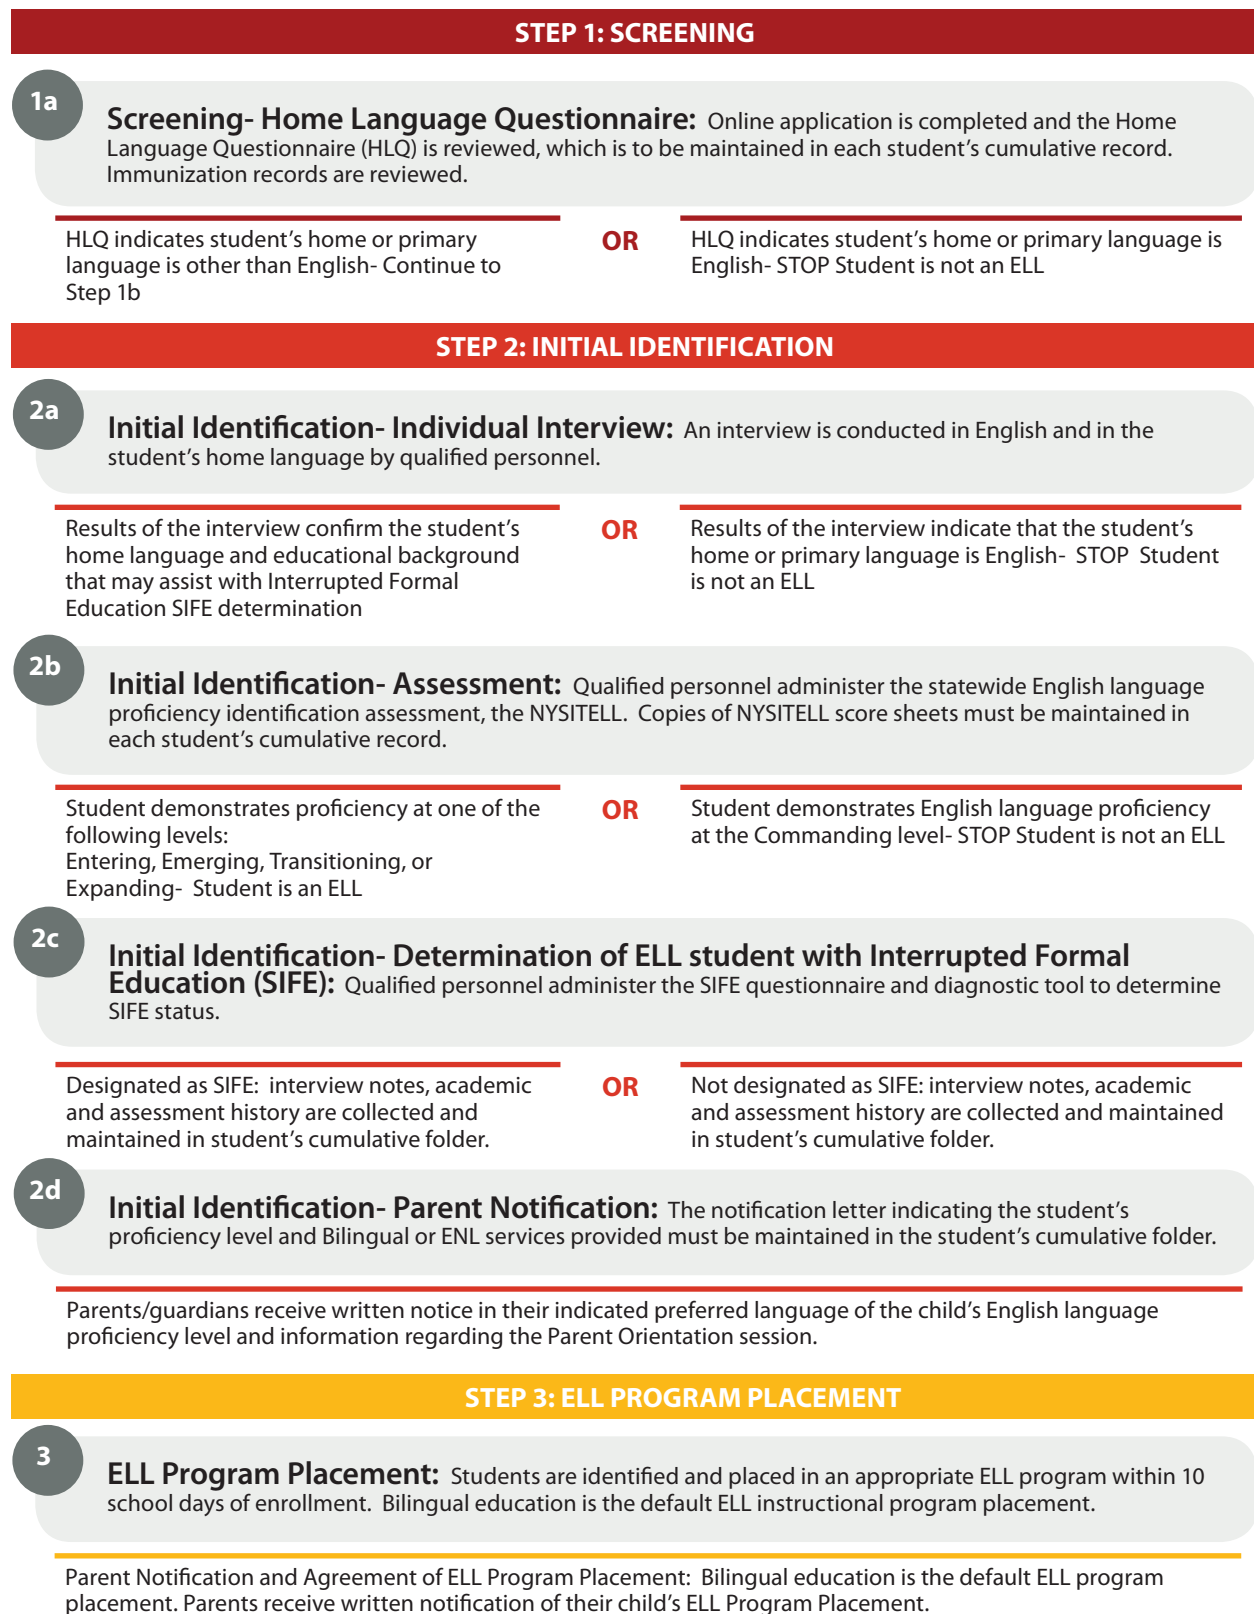 STEP 1: SCREENING
1a
Screening- Home Language Questionnaire: Online application is completed and the Home
Language Questionnaire (HLQ) is reviewed, which is to be maintained in each student's cumulative record.
Immunization records are reviewed.
HLQ indicates student's home or primary
language is other than English- Continue to
Step 1b
OR
HLQ indicates student's home or primary language is
English- STOP Student is not an ELL
STEP 2: INITIAL IDENTIFICATION
2a
Initial Identification- Individual Interview: An interview is conducted in English and in the
student's home language by qualified personnel.
Results of the interview confirm the student's
home language and educational background
that may assist with Interrupted Formal
Education SIFE determination
OR
Results of the interview indicate that the student's
home or primary language is English- STOP Student
is not an ELL
2b
Initial Identification- Assessment: Qualified personnel administer the statewide English language
proficiency identification assessment, the NYSITELL. Copies of NYSITELL score sheets must be maintained in
each student's cumulative record.
Student demonstrates proficiency at one of the
following levels:
Entering, Emerging, Transitioning, or
Expanding- Student is an ELL
OR
Student demonstrates English language proficiency
at the Commanding level- STOP Student is not an ELL
2c
Initial Identification- Determination of ELL student with Interrupted Formal
Education (SIFE): Qualified personnel administer the SIFE questionnaire and diagnostic tool to determine
SIFE status.
Designated as SIFE: interview notes, academic
and assessment history are collected and
maintained in student's cumulative folder.
OR
Not designated as SIFE: interview notes, academic
and assessment history are collected and maintained
in student's cumulative folder.
2d
Initial Identification- Parent Notification: The notification letter indicating the student's
proficiency level and Bilingual or ENL services provided must be maintained in the student's cumulative folder.
Parents/guardians receive written notice in their indicated preferred language of the child's English language
proficiency level and information regarding the Parent Orientation session.
STEP 3: ELL PROGRAM PLACEMENT
3
ELL Program Placement: Students are identified and placed in an appropriate ELL program within 10
school days of enrollment. Bilingual education is the default ELL instructional program placement.
Parent Notification and Agreement of ELL Program Placement: Bilingual education is the default ELL program
placement. Parents receive written notification of their child's ELL Program Placement.